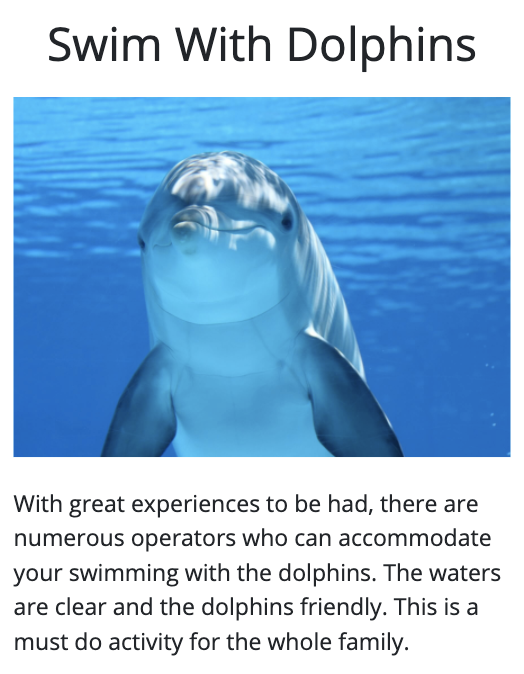 Swim With Dolphins
With great experiences to be had, there are
numerous operators who can accommodate
your swimming with the dolphins. The waters
are clear and the dolphins friendly. This is a
must do activity for the whole family.